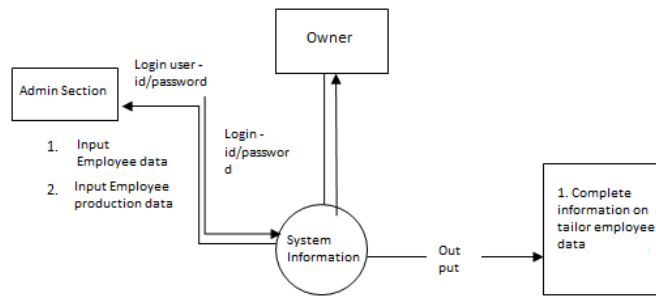 Owner
Login user -
id/password
Admin Section
Login -
id/passwor
d
1. Input
Employee data
2. Input Employee
production data
1. Complete
information on
tailor employee
data
System
Information
Out
put